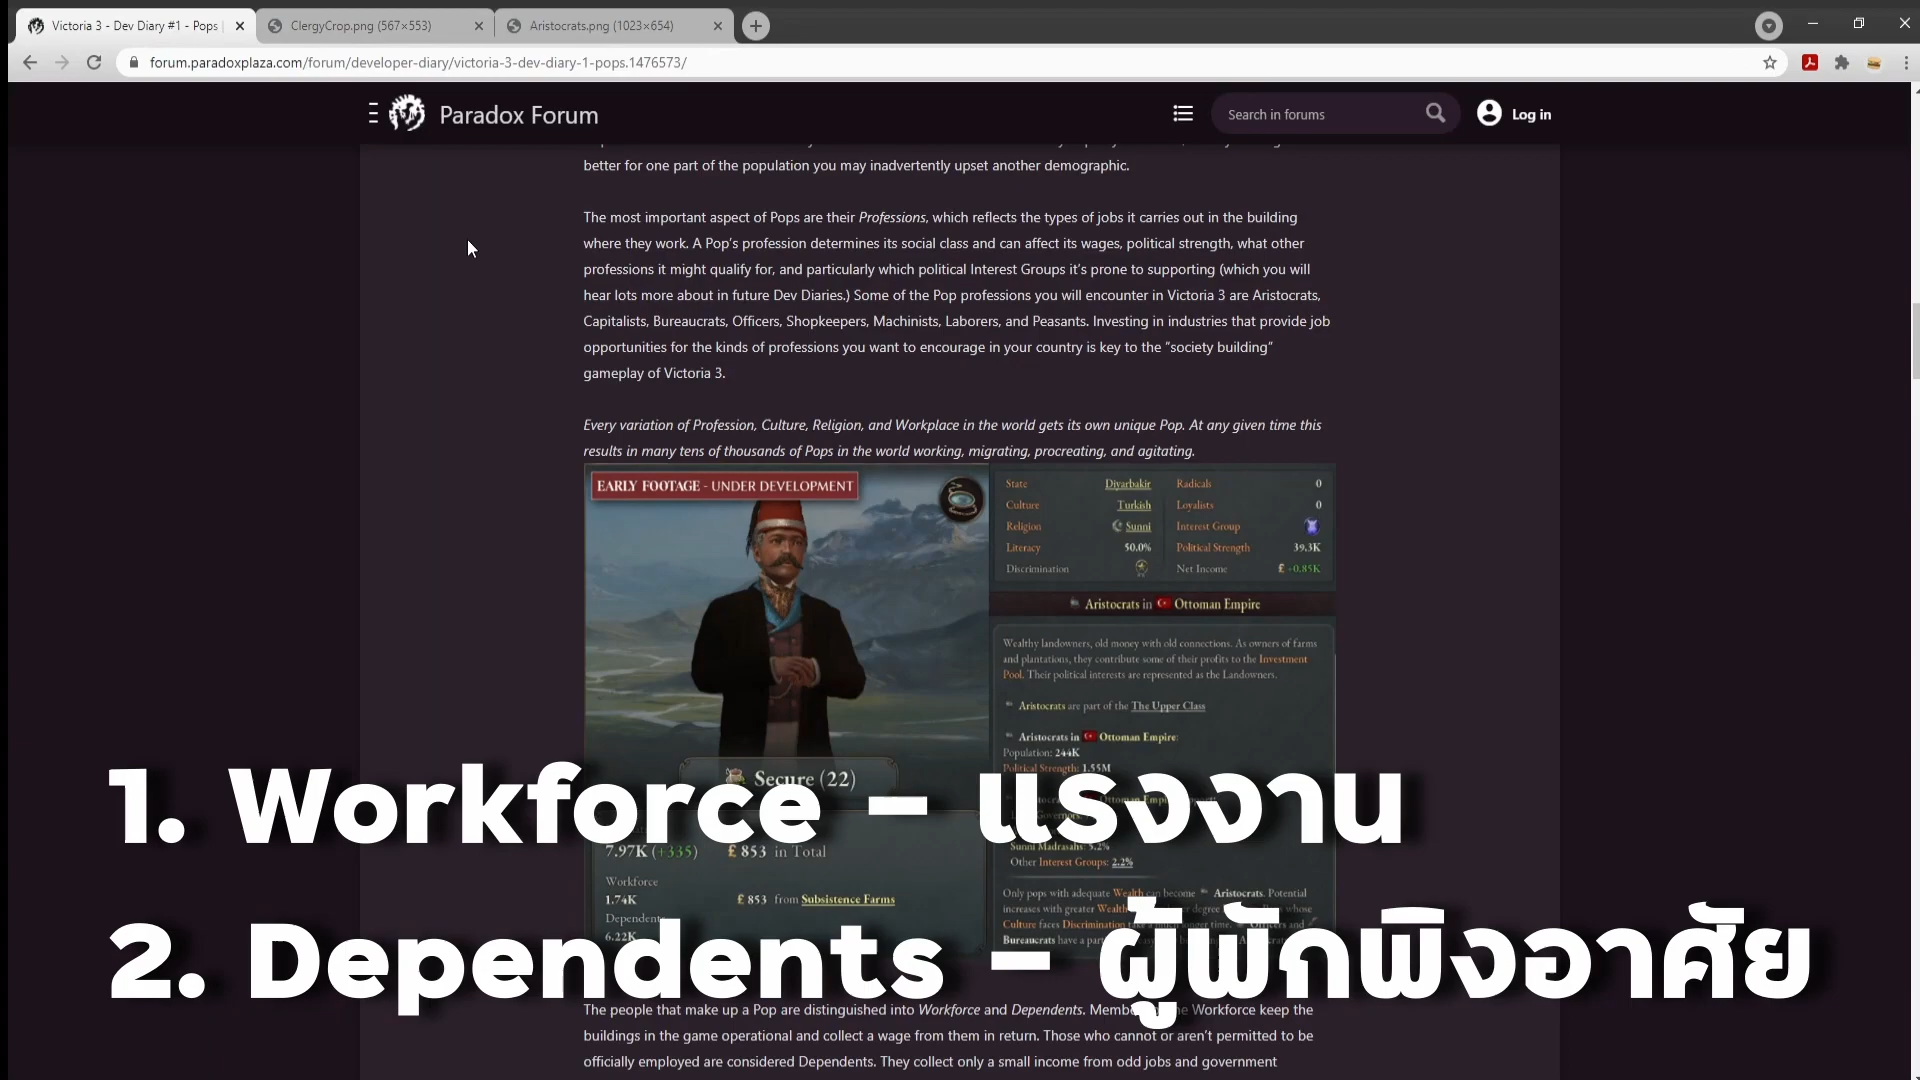 Victoria 3 - Dev Diary #1 - Pops
ClergyCrop.png (567×553)
Aristocrats.png (1023×654)
forum.paradoxplaza.com/forum/developer-diary/victoria-3-dev-diary-1-pops.1476573/
Paradox Forum
Search in forums
Log in
better for one part of the population you may inadvertently upset another demographic.
The most important aspect of Pops are their Professions, which reflects the types of jobs it carries out in the building
where they work. A Pop's profession determines its social class and can affect its wages, political strength, what other
professions it might qualify for, and particularly which political Interest Groups it's prone to supporting (which you will
hear lots more about in future Dev Diaries.) Some of the Pop professions you will encounter in Victoria 3 are Aristocrats,
Capitalists, Bureaucrats, Officers, Shopkeepers, Machinists, Laborers, and Peasants. Investing in industries that provide job
opportunities for the kinds of professions you want to encourage in your country is key to the “society building”
gameplay of Victoria 3.
Every variation of Profession, Culture, Religion, and Workplace in the world gets its own unique Pop. At any given time this
results in many tens of thousands of Pops in the world working, migrating, procreating, and agitating.
EARLY FOOTAGE - UNDER DEVELOPMENT
State Diyarbakir Radicals 0
Culture Turkish Loyalists 0
Religion Sunni Interest Group
Literacy 50.0% Political Strength 39.3K
Discrimination Net Income £ +0.85K
Aristocrats in Ottoman Empire
Wealthy landowners, old money with old connections. As owners of farms
and plantations, they contribute some of their profits to the Investment
Pool. Their political interests are represented as the Landowners.
Aristocrats are part of the The Upper Class
Aristocrats in Ottoman Empire:
Population: 244K
Political Strength: 1.55M
Secure (22)
1. Workforce – แรงงาน
Sunni Madrasahs: 5.2%
7.97K (+335) £ 853 in Total
Other Interest Groups: 2.2%
Workforce
1.74K £ 853 from Subsistence Farms
Only pops with adequate Wealth can become Aristocrats. Potential
increases with greater Wealth
Dependents
Culture faces Discrimination
6.22K
Bureaucrats have a
2. Dependents – ผู้พักพิงอาศัย
The people that make up a Pop are distinguished into Workforce and Dependents. Workforce keep the
buildings in the game operational and collect a wage from them in return. Those who cannot or aren't permitted to be
officially employed are considered Dependents. They collect only a small income from odd jobs and government